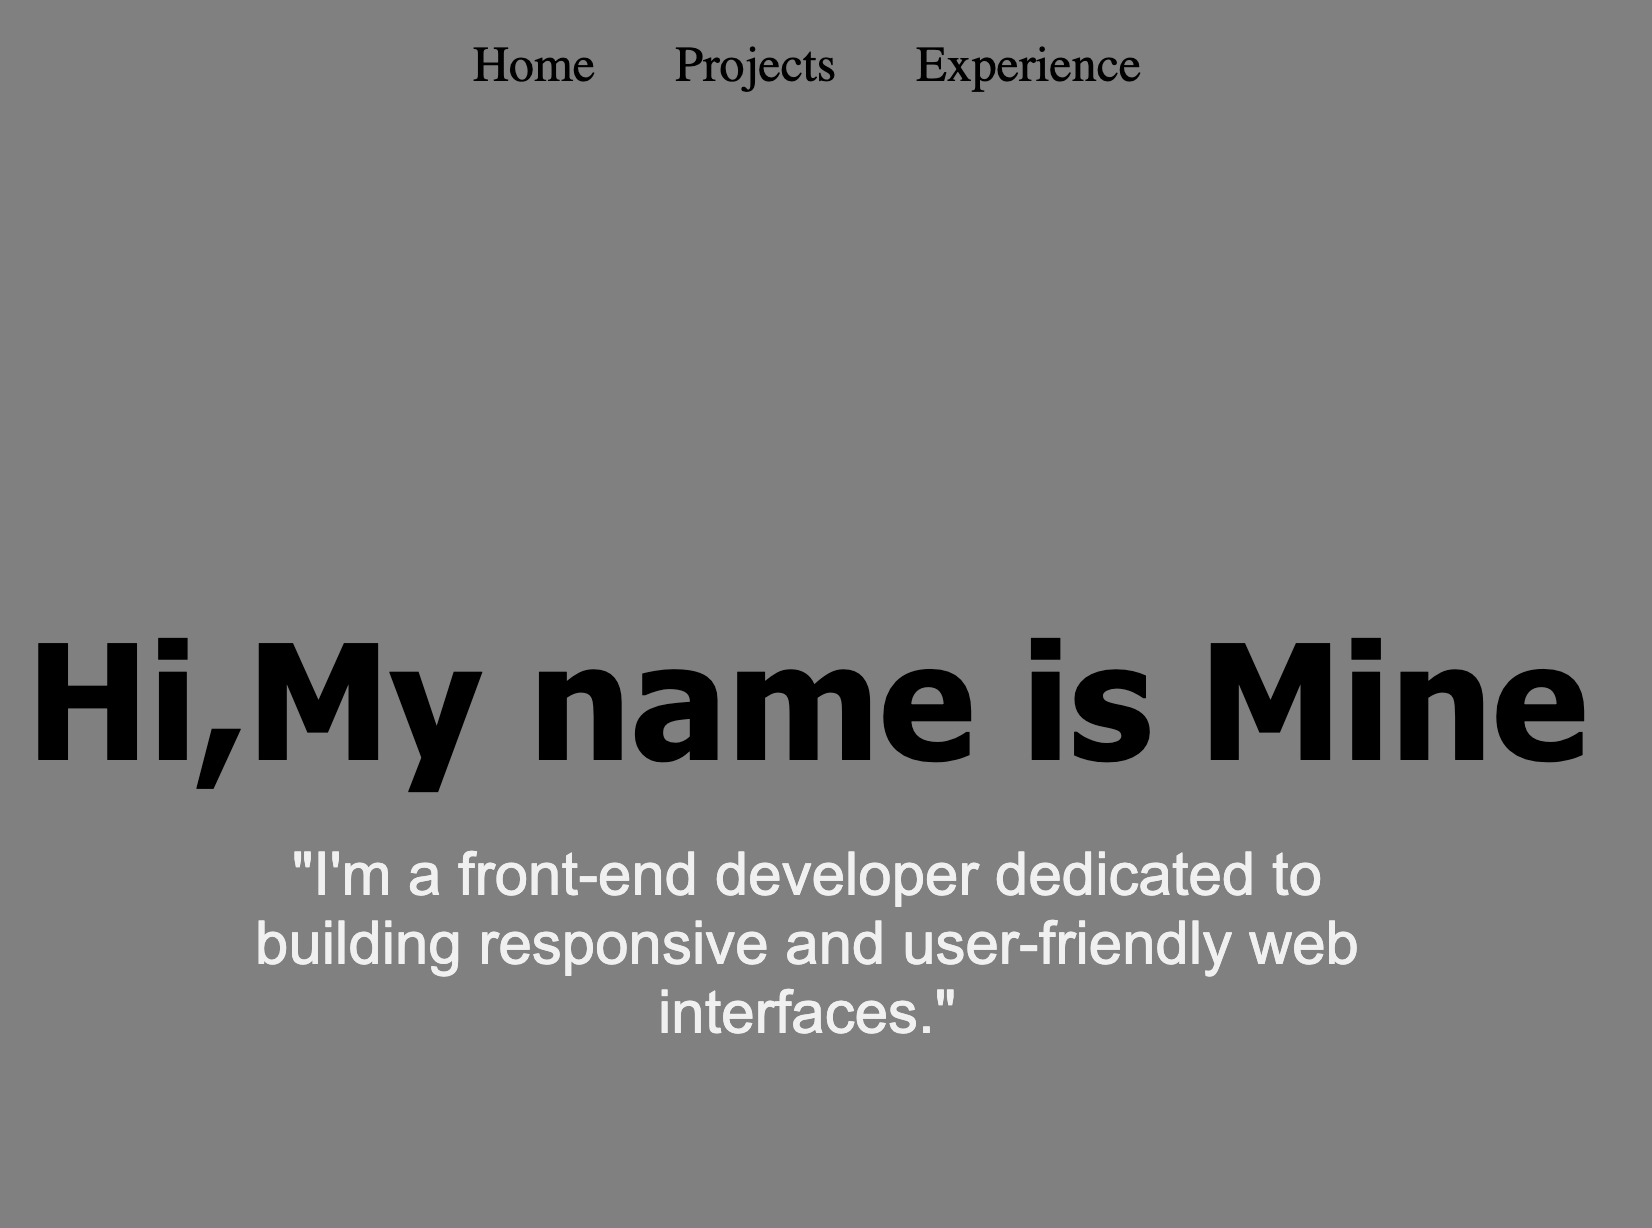 Home Projects Experience
Hi,My name is Mine
"I'm a front-end developer dedicated to
building responsive and user-friendly web
interfaces."